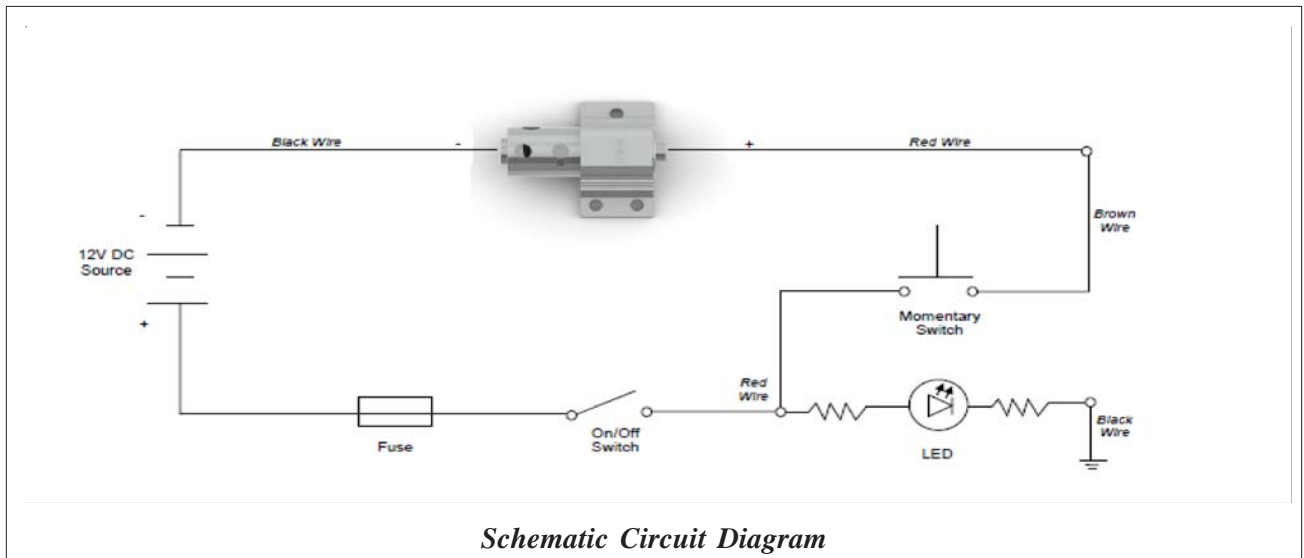 Black Wire
-
+
Red Wire
-
Brown
Wire
12V DC
Source
+
Momentary
Switch
Red
Wire
Black
Wire
Fuse
On/Off
Switch
LED
Schematic Circuit Diagram